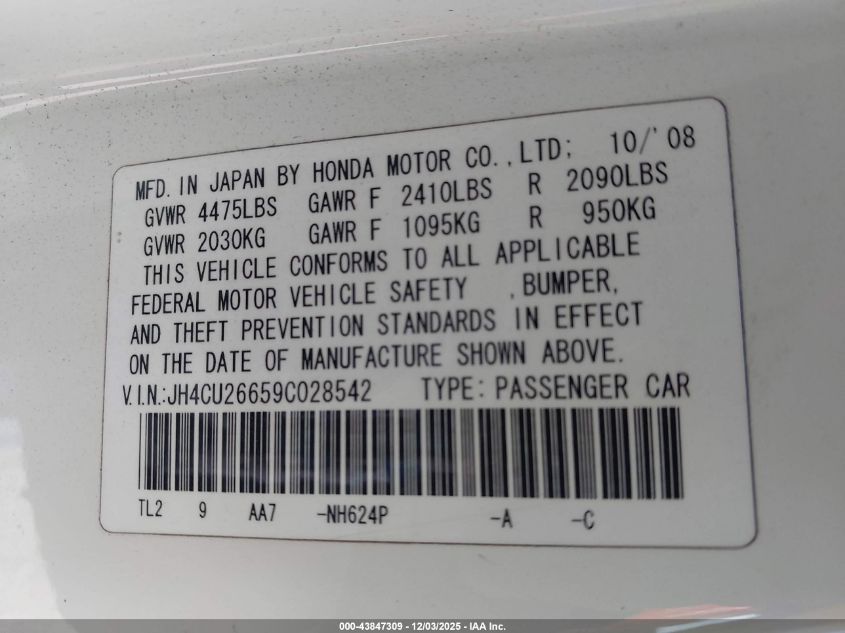 MFD. IN JAPAN BY HONDA MOTOR CO.,LTD; 10/'08
GVWR 4475LBS GAWR F 2410LBS R 2090LBS
GVWR 2030KG GAWR F 1095KG R 950KG
THIS VEHICLE CONFORMS TO ALL APPLICABLE
FEDERAL MOTOR VEHICLE SAFETY ,BUMPER,
AND THEFT PREVENTION STANDARDS IN EFFECT
ON THE DATE OF MANUFACTURE SHOWN ABOVE.
V.I.N.:JH4CU26659C028542 TYPE: PASSENGER CAR
TL2 9 AA7 -NH624P -A -C
000-43847309 - 12/03/2025 - IAA Inc.